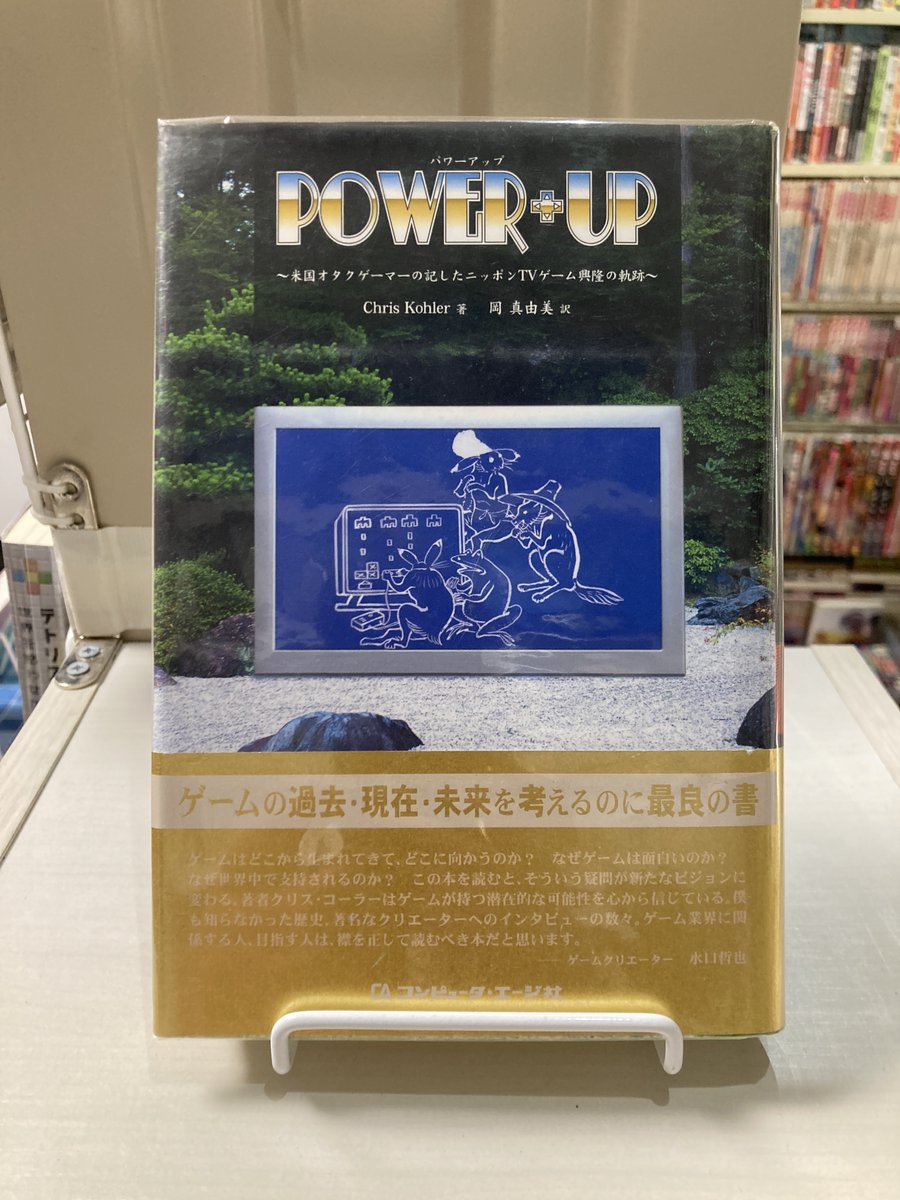 パワーアップ
POWER+UP
〜米国オタクゲーマーの記したニッポンTVゲーム興隆の軌跡〜
Chris Kohler 著 岡 真由美 訳
ゲームの過去・現在・未来を考えるのに最良の書
ゲームはどこから生まれてきて、どこに向かうのか? なぜゲームは面白いのか?
なぜ世界中で支持されるのか? この本を読むと、そういう疑問が新たなビジョンに
変わる。著者クリス・コーラーはゲームが持つ潜在的な可能性を心から信じている。僕
も知らなかった歴史、著名なクリエーターへのインタビューの数々。ゲーム業界に関
係する人、目指す人は、襟を正して読むべき本だと思います。
── ゲームクリエーター 水口哲也
CA コンピュータ・エージ社
テトリス